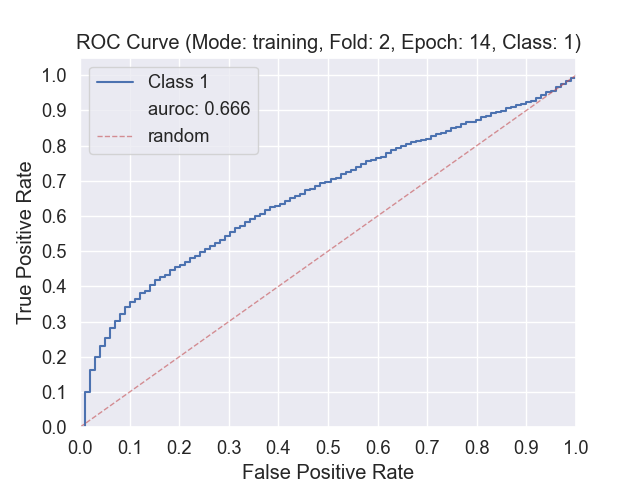 ROC Curve (Mode: training, Fold: 2, Epoch: 14, Class: 1)
Class 1
auroc: 0.666
random
True Positive Rate
1.0
0.9
0.8
0.7
0.6
0.5
0.4
0.3
0.2
0.1
0.0
0.0 0.1 0.2 0.3 0.4 0.5 0.6 0.7 0.8 0.9 1.0
False Positive Rate